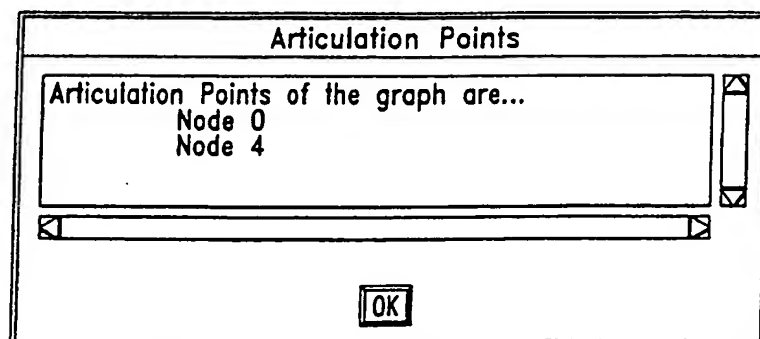 Articulation Points
Articulation Points of the graph are...
Node 0
Node 4
OK